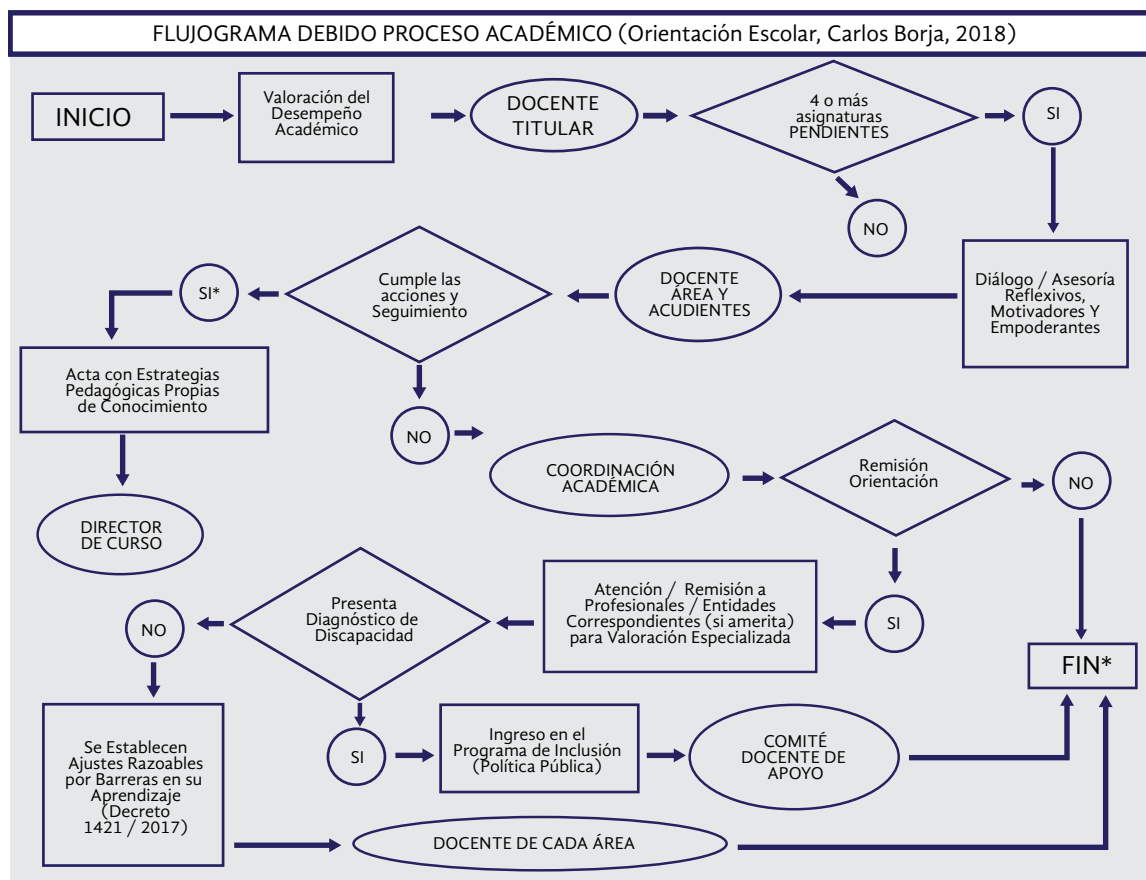 FLUJOGRAMA DEBIDO PROCESO ACADÉMICO (Orientación Escolar, Carlos Borja, 2018)
INICIO
Valoración del
Desempeño
Académico
DOCENTE
TITULAR
4 o más
asignaturas
PENDIENTES
SI
NO
Diálogo / Asesoría
Reflexivos,
Motivadores Y
Empoderantes
DOCENTE
ÁREA Y
ACUDIENTES
Cumple las
acciones y
Seguimiento
SI*
Acta con Estrategias
Pedagógicas Propias
de Conocimiento
DIRECTOR
DE CURSO
NO
COORDINACIÓN
ACADÉMICA
Remisión
Orientación
NO
SI
Atención / Remisión a
Profesionales / Entidades
Correspondientes (si amerita)
para Valoración Especializada
Presenta
Diagnóstico de
Discapacidad
NO
Se Establecen
Ajustes Razoables
por Barreras en su
Aprendizaje
(Decreto
1421 / 2017)
SI
Ingreso en el
Programa de Inclusión
(Política Pública)
COMITÉ
DOCENTE DE
APOYO
DOCENTE DE CADA ÁREA
FIN*